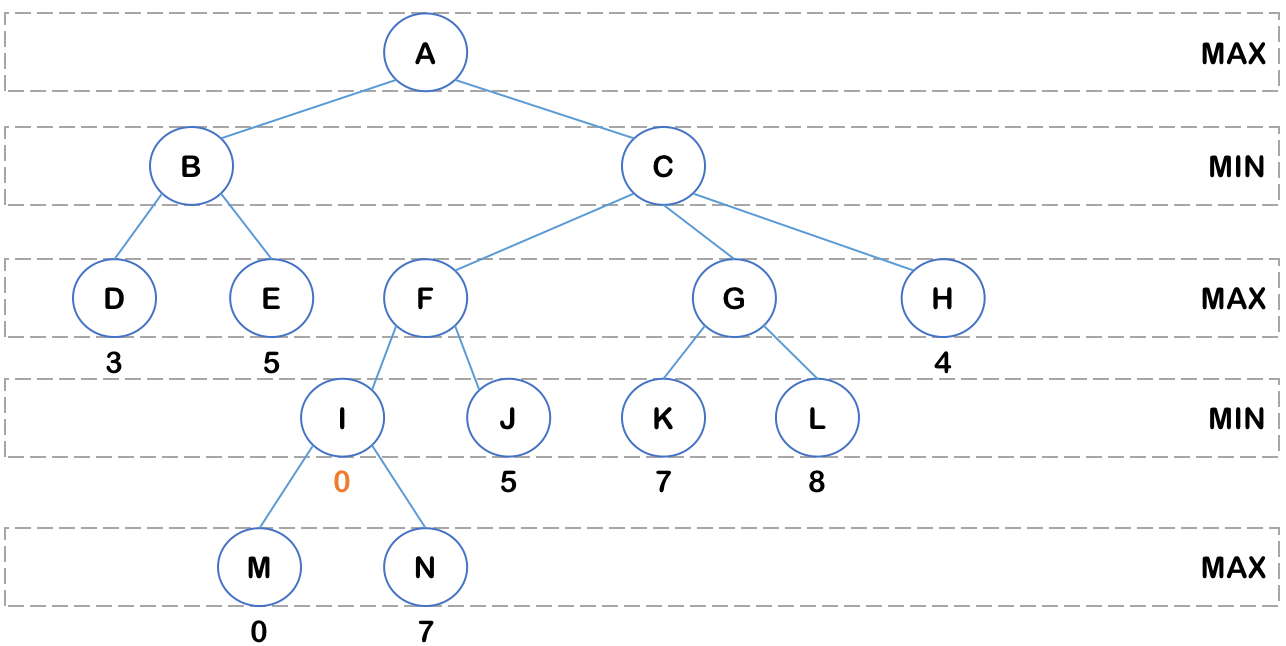 A MAX
B C MIN
D E F G H MAX
3 5 4
I J K L MIN
0 5 7 8
M N MAX
0 7